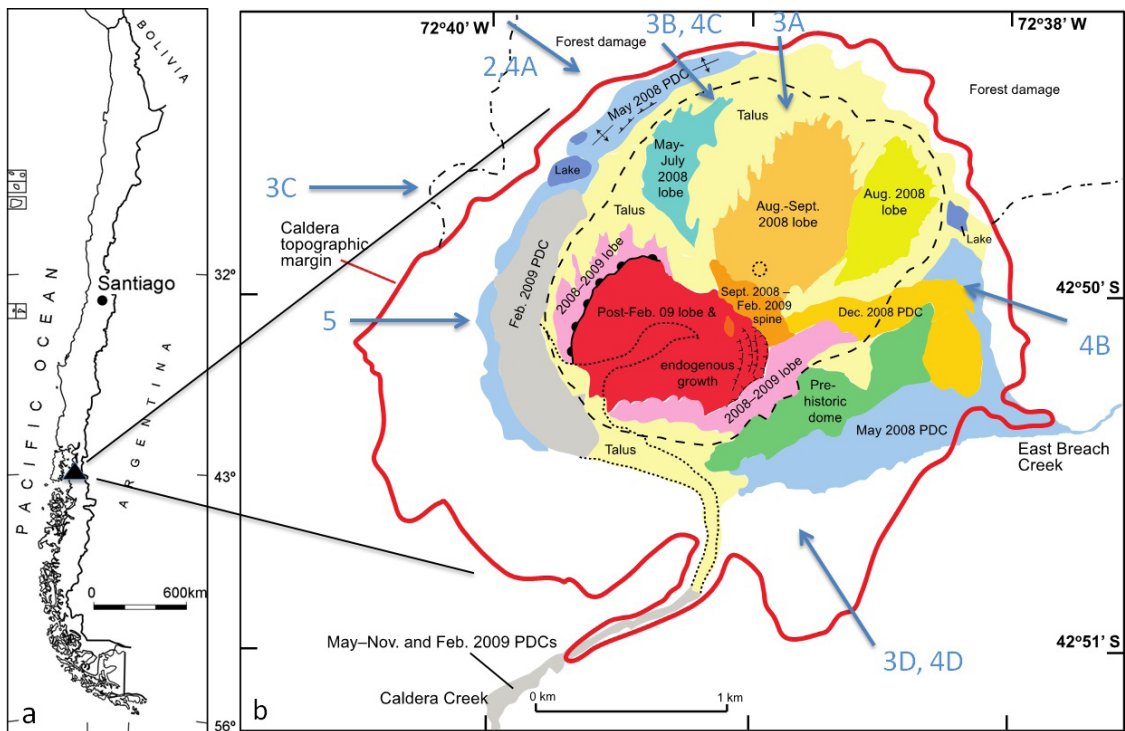 BOLIVIA
PACIFIC OCEAN
Santiago
ARGENTINA
32°
43°
56°
0 600km
a
72°40’ W
72°38’ W
Forest damage
3B, 4C
3A
2,4A
Forest damage
May 2008 PDC
Talus
Lake
May-
July
2008
lobe
Aug.-Sept.
2008 lobe
Aug. 2008
lobe
3C
Talus
Lake
Caldera
topographic
margin
2008–2009 lobe
Feb. 2009 PDC
Sept. 2008 –
Feb. 2009
spine
42°50’ S
5
Post-Feb. 09 lobe &
endogenous
growth
Dec. 2008 PDC
4B
2008–2009 lobe
Pre-
historic
dome
May 2008 PDC
East Breach
Creek
Talus
May–Nov. and Feb. 2009 PDCs
3D, 4D
42°51’ S
Caldera Creek
0 km 1 km
b